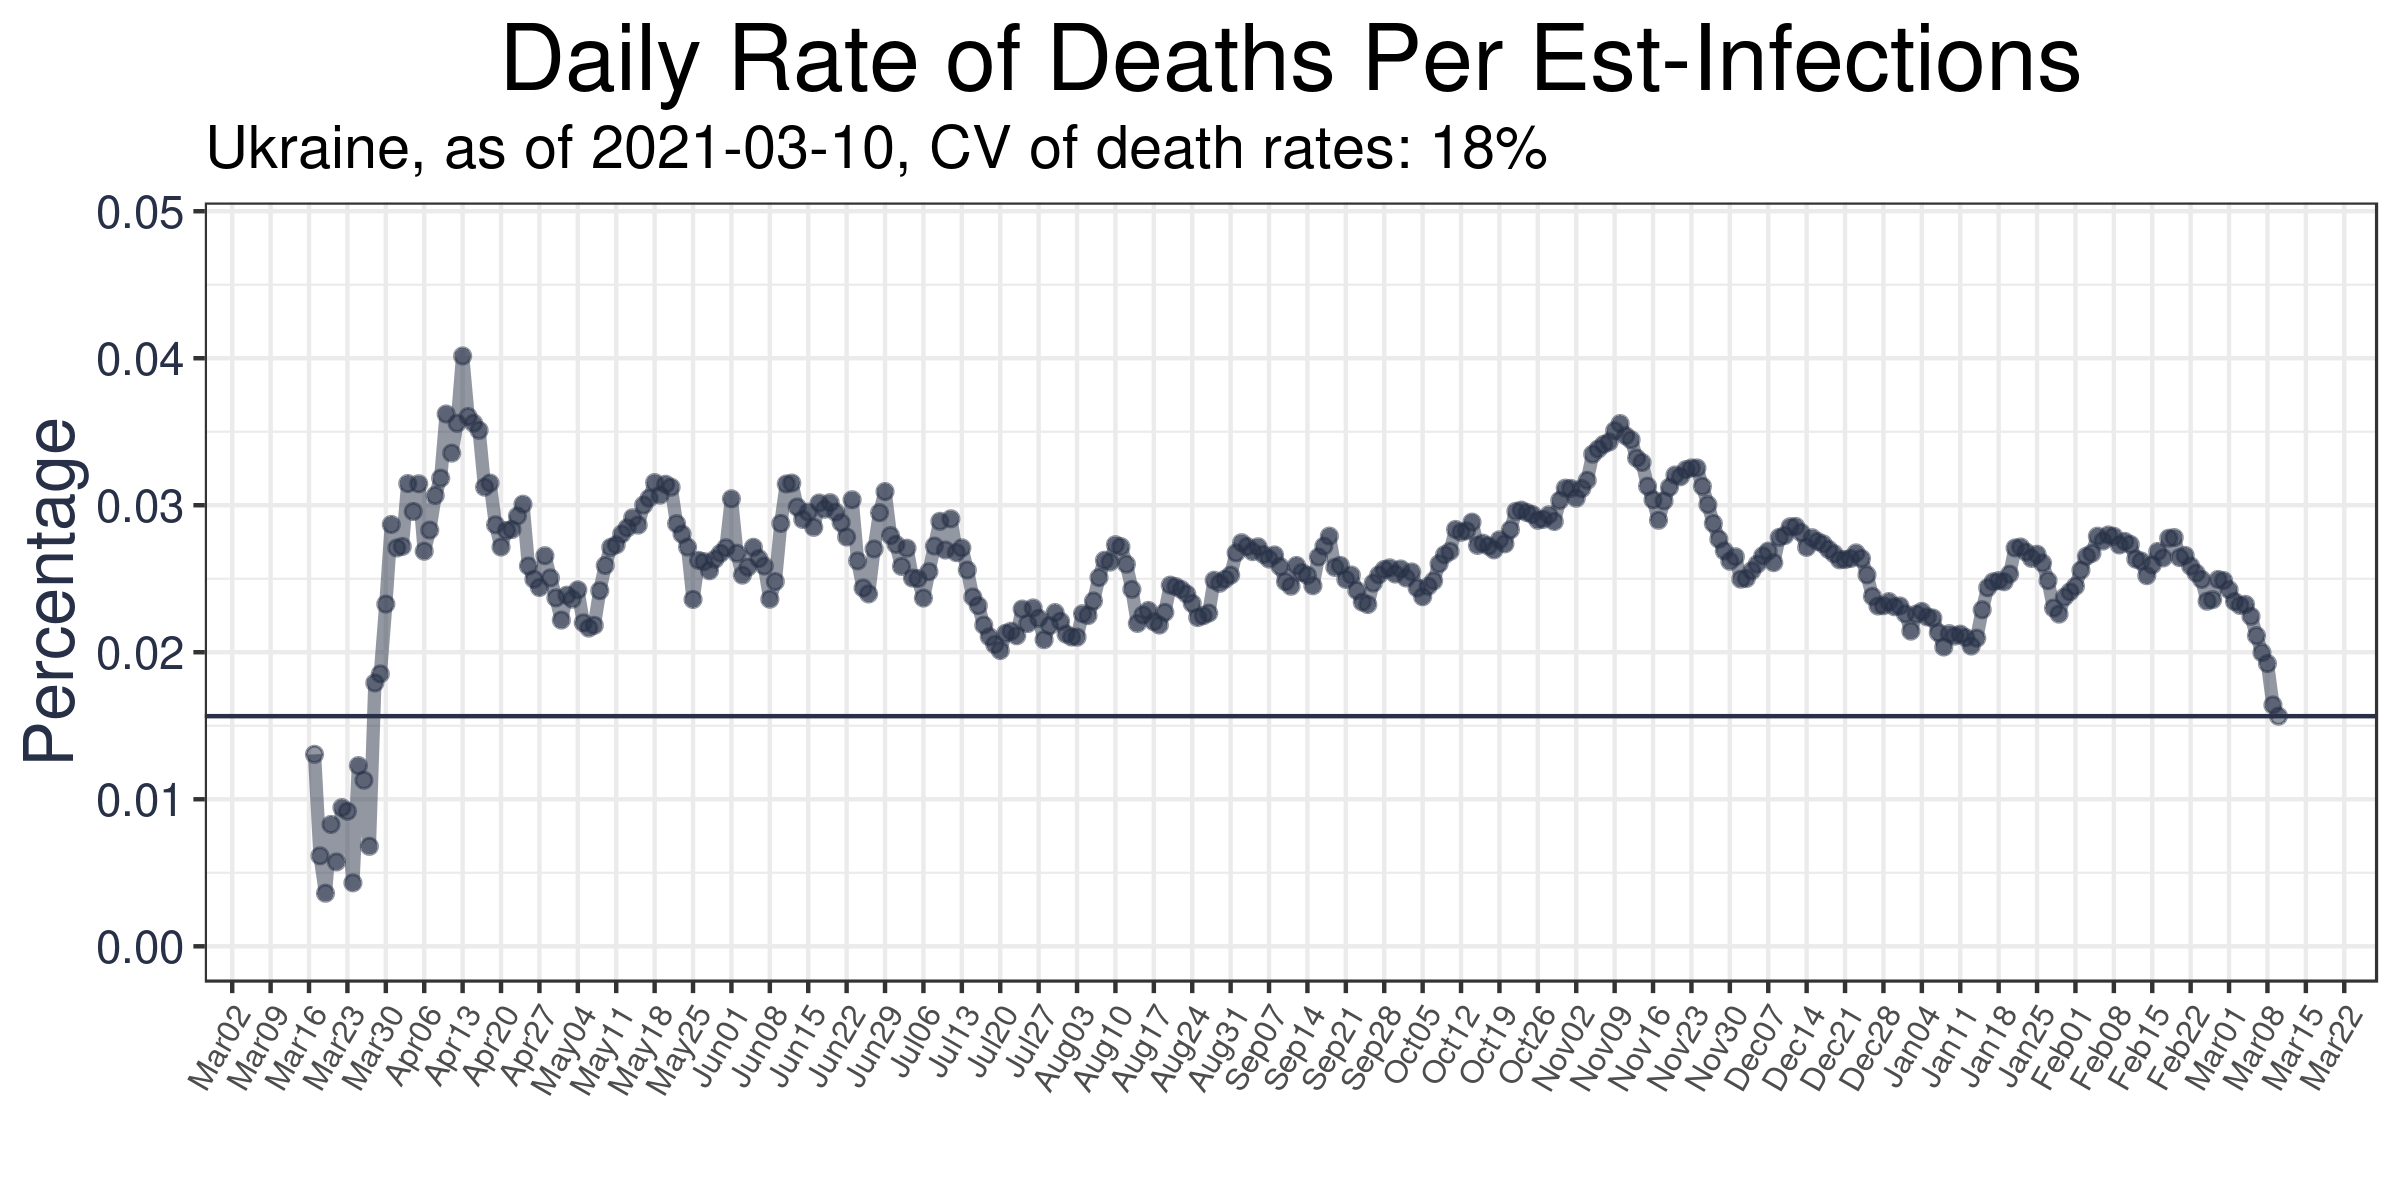 Daily Rate of Deaths Per Est-Infections
Ukraine, as of 2021-03-10, CV of death rates: 18%
Percentage
0.05
0.04
0.03
0.02
0.01
0.00
Mar02
Mar09
Mar16
Mar23
Mar30
Apr06
Apr13
Apr20
Apr27
May04
May11
May18
May25
Jun01
Jun08
Jun15
Jun22
Jun29
Jul06
Jul13
Jul20
Jul27
Aug03
Aug10
Aug17
Aug24
Aug31
Sep07
Sep14
Sep21
Sep28
Oct05
Oct12
Oct19
Oct26
Nov02
Nov09
Nov16
Nov23
Nov30
Dec07
Dec14
Dec21
Dec28
Jan04
Jan11
Jan18
Jan25
Feb01
Feb08
Feb15
Feb22
Mar01
Mar08
Mar15
Mar22